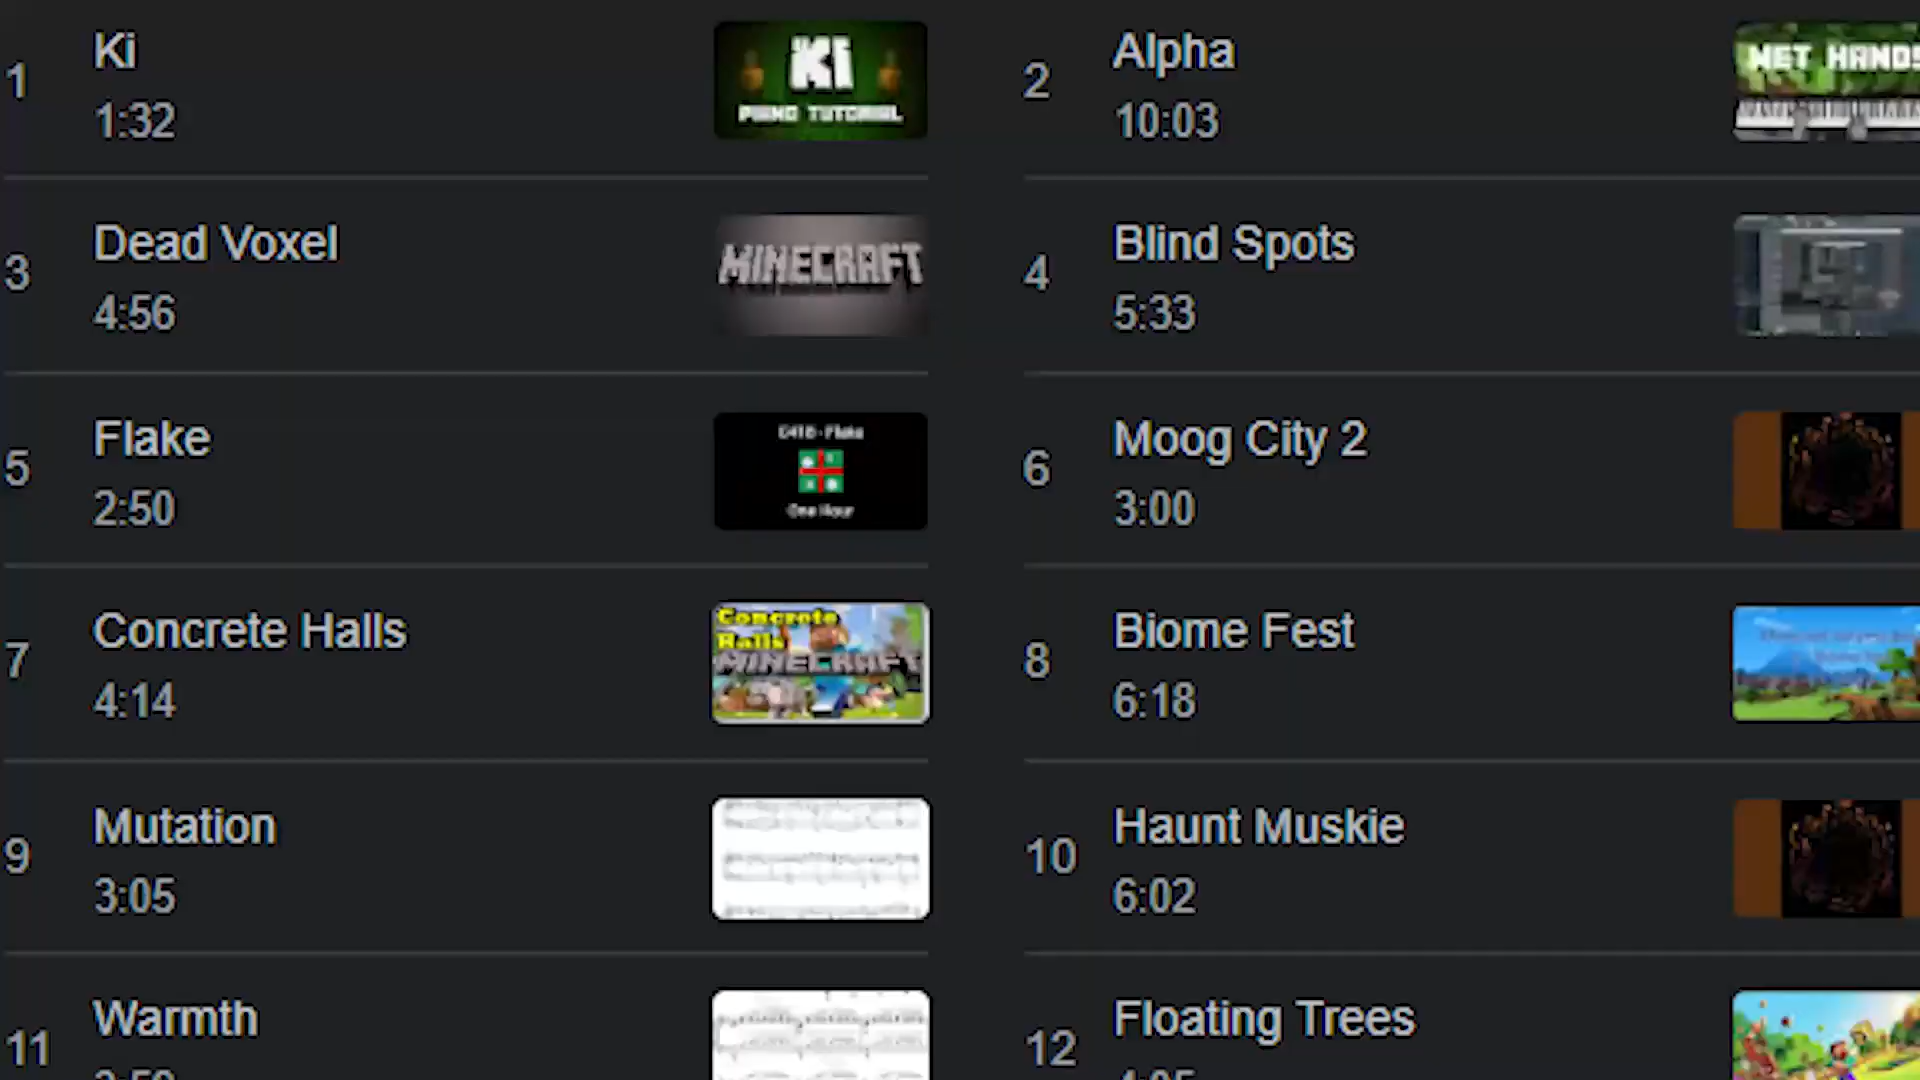 1
Ki
1:32
Ki
PIANO TUTORIAL
2
Alpha
10:03
WET HANDS
3
Dead Voxel
4:56
MINECRAFT
4
Blind Spots
5:33
5
Flake
2:50
C418 - Flake
One Hour
6
Moog City 2
3:00
7
Concrete Halls
4:14
Concrete
Halls
MINECRAFT
8
Biome Fest
6:18
9
Mutation
3:05
10
Haunt Muskie
6:02
11
Warmth
12
Floating Trees